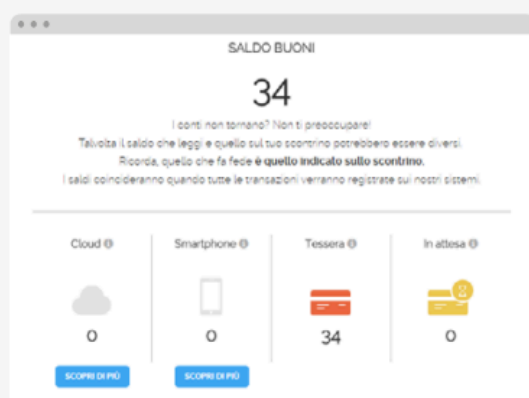 SALDO BUONI
34
I conti non tornano? Non ti preoccupare!
Talvolta il saldo che leggi e quello sul tuo scontrino potrebbero essere diversi.
Ricorda, quello che fa fede è quello indicato sullo scontrino.
I saldi coincideranno quando tutte le transazioni verranno registrate sui nostri sistemi.
Cloud Smartphone Tessera In attesa
0 0 34 0
SCOPRI DI PIÙ SCOPRI DI PIÙ